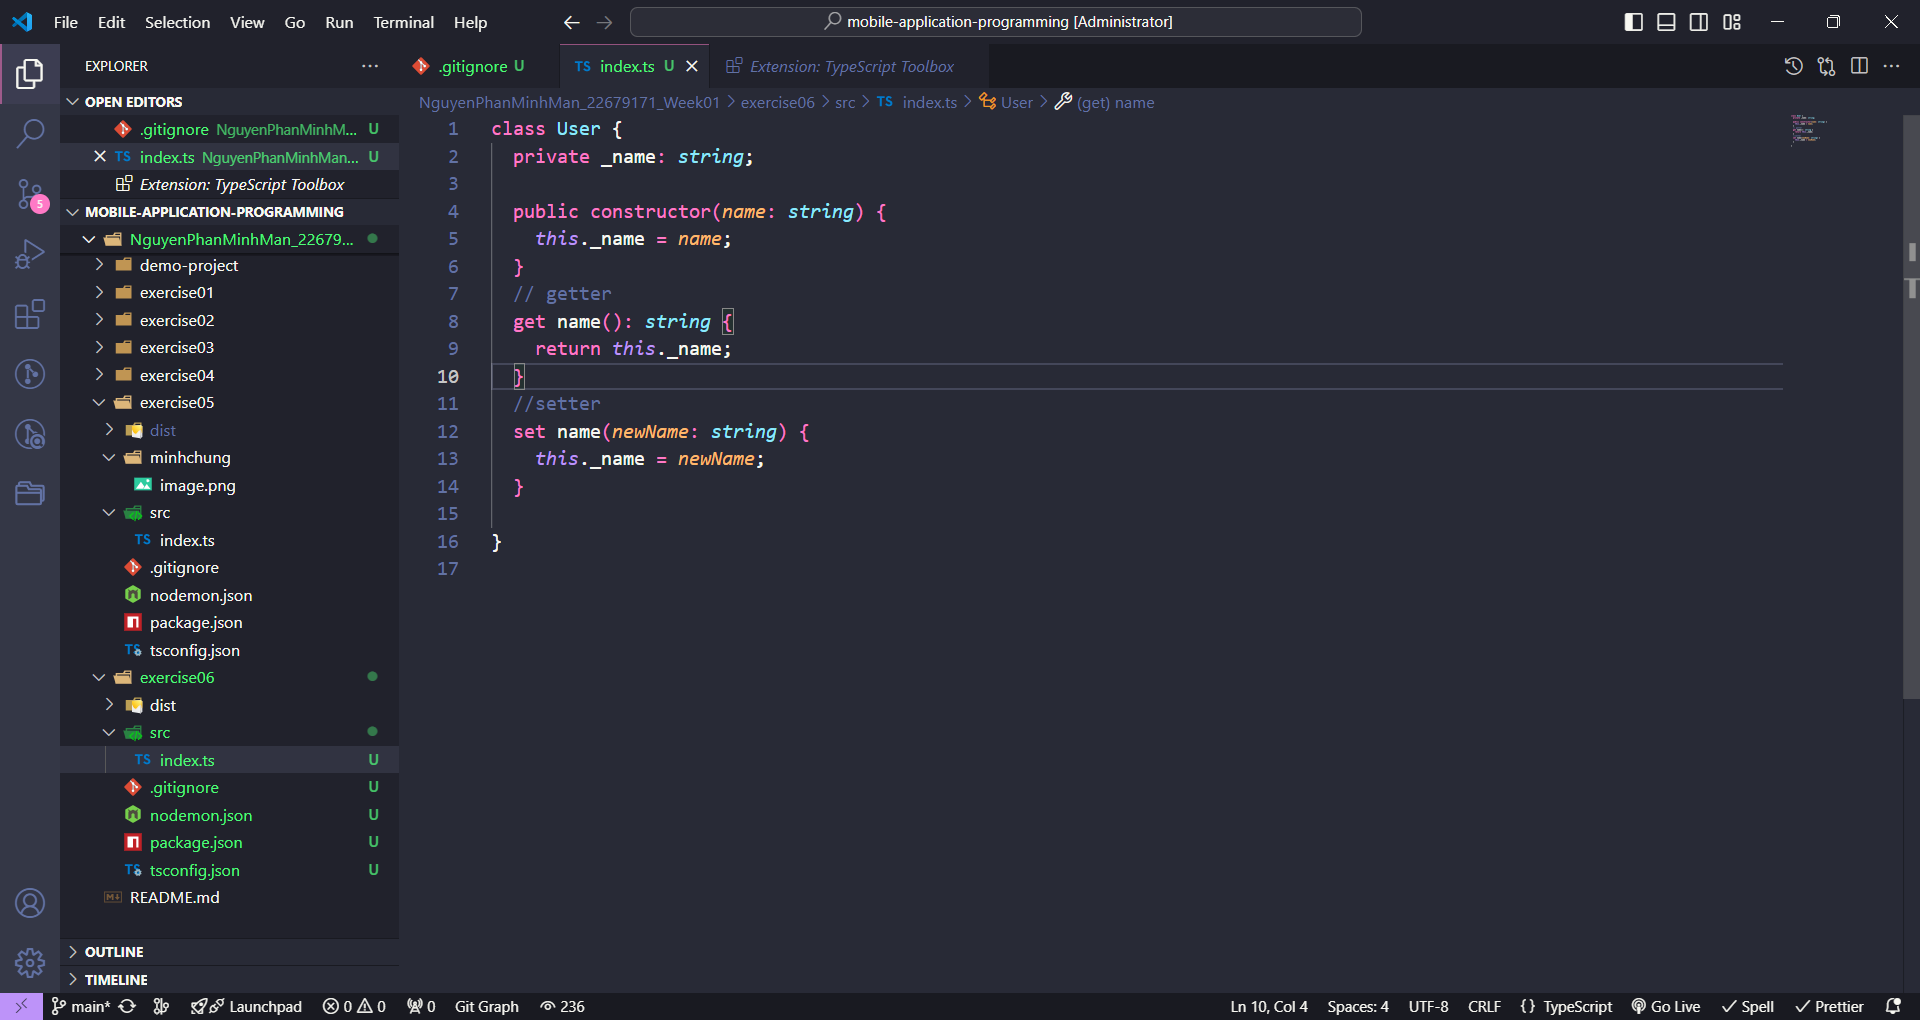 File Edit Selection View Go Run Terminal Help
mobile-application-programming [Administrator]
EXPLORER
OPEN EDITORS
.gitignore NguyenPhanMinhM... U
TS index.ts NguyenPhanMinhMan... U
Extension: TypeScript Toolbox
MOBILE-APPLICATION-PROGRAMMING
NguyenPhanMinhMan_22679...
demo-project
exercise01
exercise02
exercise03
exercise04
exercise05
dist
minhchung
image.png
src
TS index.ts
.gitignore
nodemon.json
package.json
TS tsconfig.json
exercise06
dist
src
TS index.ts U
.gitignore U
nodemon.json U
package.json U
TS tsconfig.json U
README.md
OUTLINE
TIMELINE
5
.gitignore U
TS index.ts U
Extension: TypeScript Toolbox
NguyenPhanMinhMan_22679171_Week01 > exercise06 > src > TS index.ts > User > (get) name
1 class User {
2 private _name: string;
3
4 public constructor(name: string) {
5 this._name = name;
6 }
7 // getter
8 get name(): string {
9 return this._name;
10 }
11 //setter
12 set name(newName: string) {
13 this._name = newName;
14 }
15
16 }
17
main* Launchpad 0 0 0 Git Graph 236
Ln 10, Col 4 Spaces: 4 UTF-8 CRLF {} TypeScript Go Live Spell Prettier